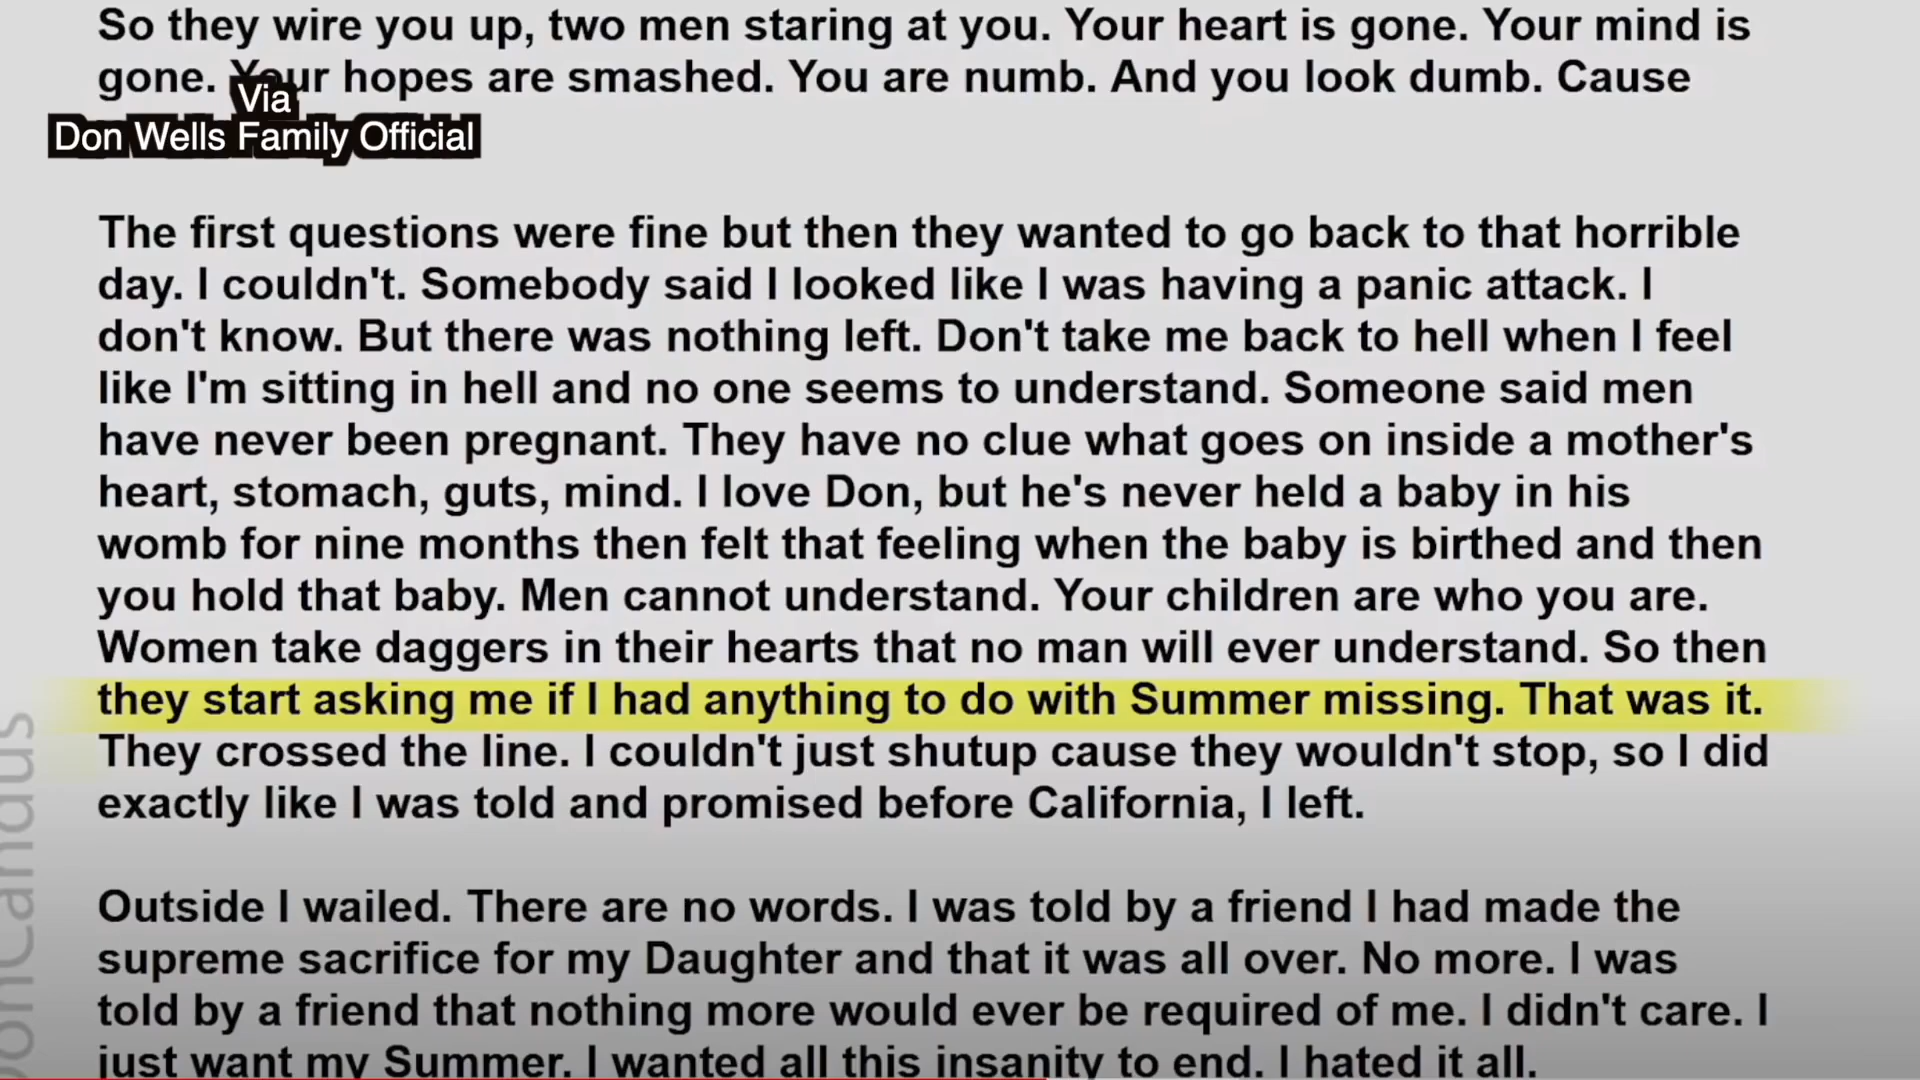 So they wire you up, two men staring at you. Your heart is gone. Your mind is
gone. Your hopes are smashed. You are numb. And you look dumb. Cause
Via
Don Wells Family Official
The first questions were fine but then they wanted to go back to that horrible
day. I couldn't. Somebody said I looked like I was having a panic attack. I
don't know. But there was nothing left. Don't take me back to hell when I feel
like I'm sitting in hell and no one seems to understand. Someone said men
have never been pregnant. They have no clue what goes on inside a mother's
heart, stomach, guts, mind. I love Don, but he's never held a baby in his
womb for nine months then felt that feeling when the baby is birthed and then
you hold that baby. Men cannot understand. Your children are who you are.
Women take daggers in their hearts that no man will ever understand. So then
they start asking me if I had anything to do with Summer missing. That was it.
They crossed the line. I couldn't just shutup cause they wouldn't stop, so I did
exactly like I was told and promised before California, I left.
Outside I wailed. There are no words. I was told by a friend I had made the
supreme sacrifice for my Daughter and that it was all over. No more. I was
told by a friend that nothing more would ever be required of me. I didn't care. I
just want my Summer. I wanted all this insanity to end. I hated it all.